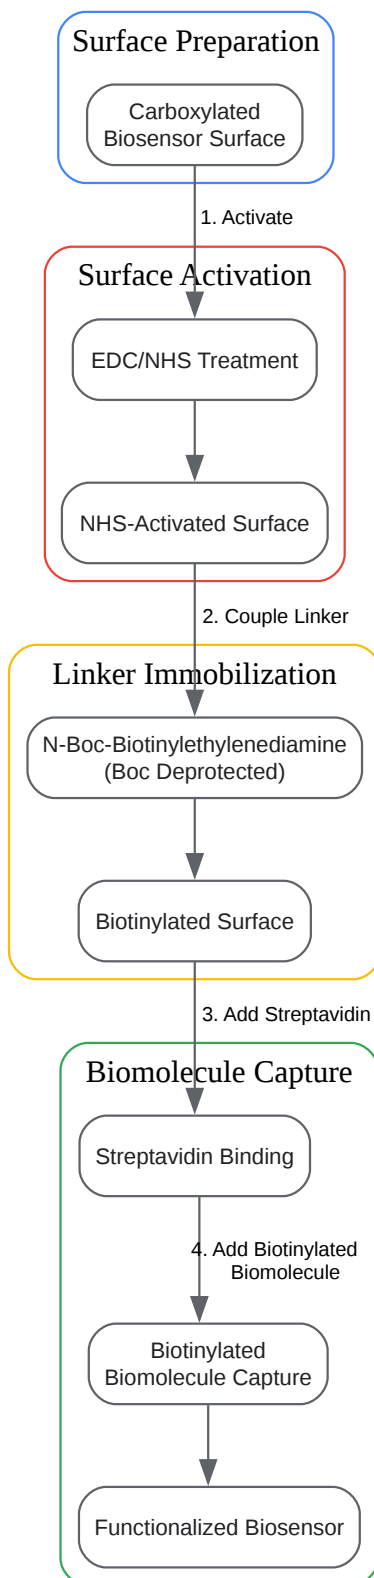 Surface Preparation
Carboxylated
Biosensor Surface
1. Activate
Surface Activation
EDC/NHS Treatment
NHS-Activated Surface
2. Couple Linker
Linker Immobilization
N-Boc-Biotinylethylenediamine
(Boc Deprotected)
Biotinylated Surface
3. Add Streptavidin
Biomolecule Capture
Streptavidin Binding
4. Add Biotinylated
Biomolecule
Biotinylated
Biomolecule Capture
Functionalized Biosensor